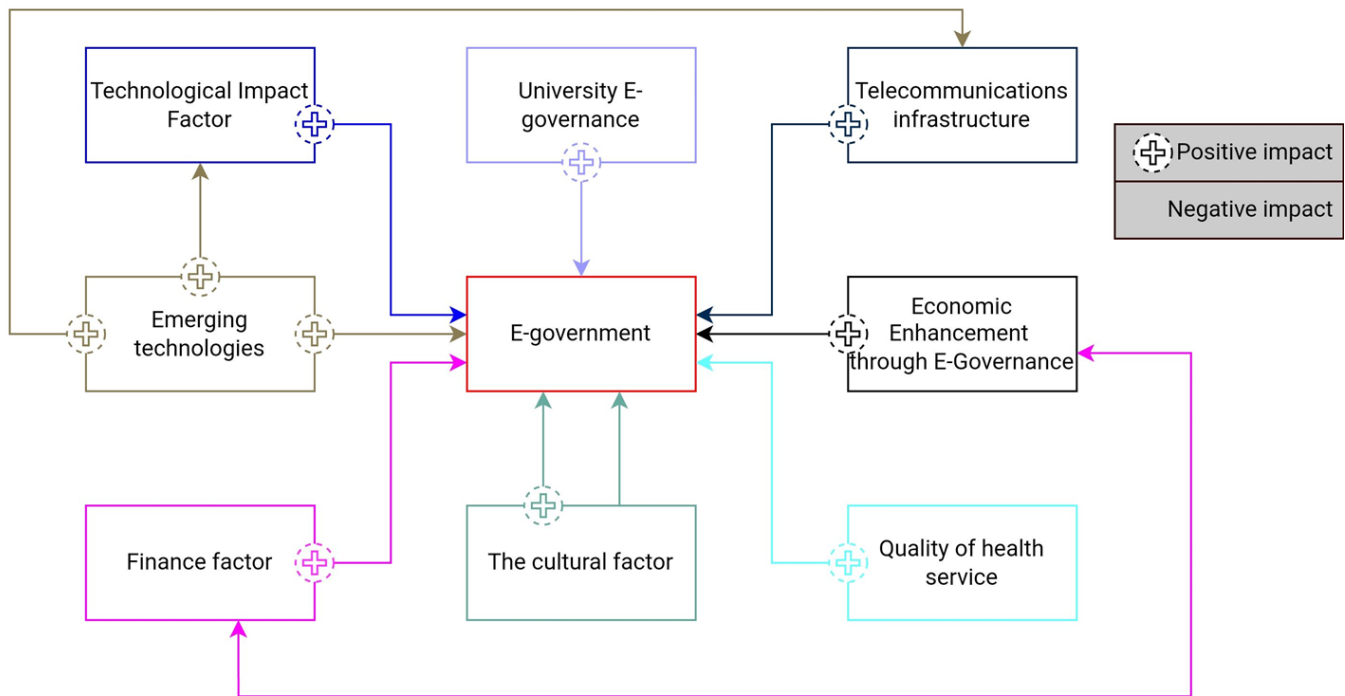 Technological Impact
Factor
University E-
governance
Telecommunications
infrastructure
Positive impact
Negative impact
Emerging
technologies
E-government
Economic
Enhancement
through E-Governance
Finance factor
The cultural factor
Quality of health
service